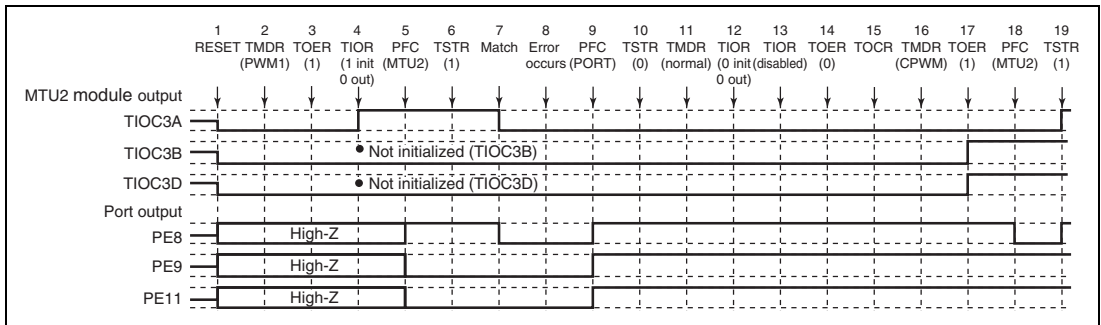 1 2 3 4 5 6 7 8 9 10 11 12 13 14 15 16 17 18 19
RESET TMDR TOER TIOR PFC TSTR Match Error PFC TSTR TMDR TIOR TIOR TOER TOCR TMDR TOER PFC TSTR
(PWM1) (1) (1 init (MTU2) (1) occurs (PORT) (0) (normal) (0 init (disabled) (0) (CPWM) (1) (MTU2) (1)
0 out) 0 out)
MTU2 module output
TIOC3A
TIOC3B • Not initialized (TIOC3B)
TIOC3D • Not initialized (TIOC3D)
Port output
PE8 High-Z
PE9 High-Z
PE11 High-Z